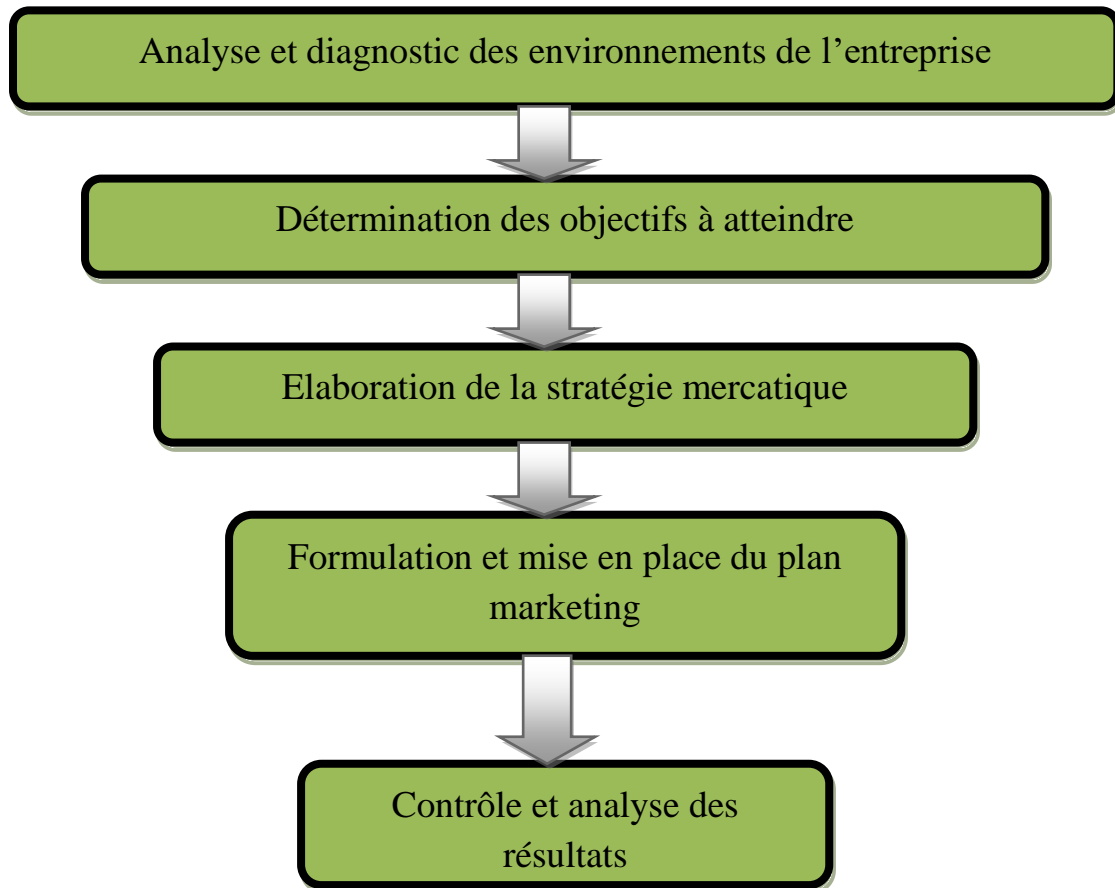 Analyse et diagnostic des environnements de l’entreprise
Détermination des objectifs à atteindre
Elaboration de la stratégie mercatique
Formulation et mise en place du plan
marketing
Contrôle et analyse des
résultats